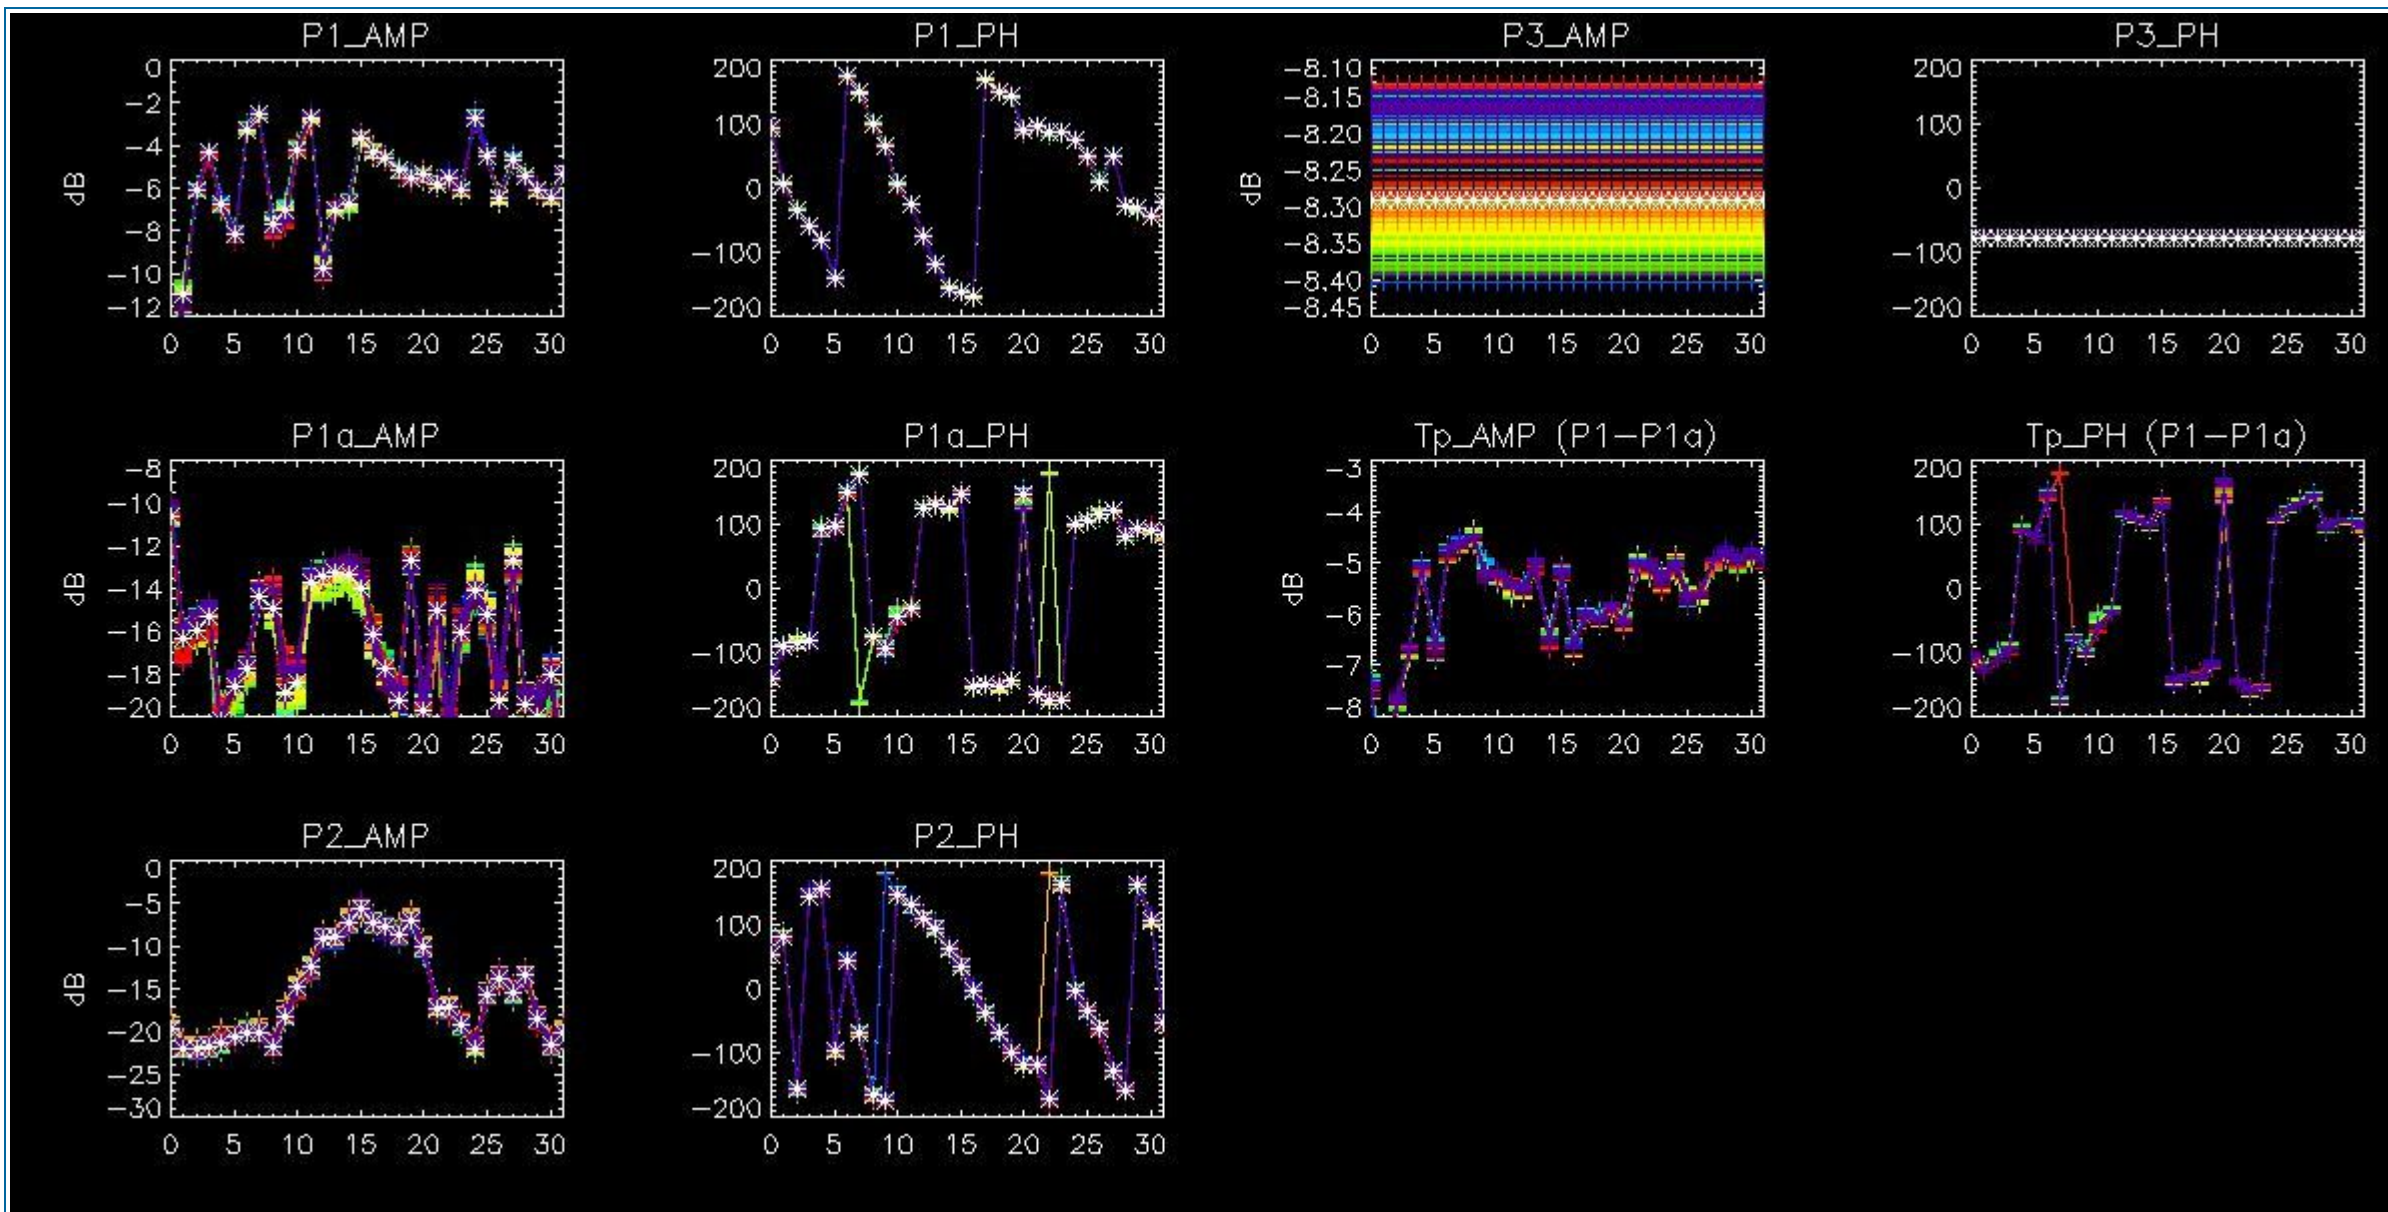 P1_AMP
0
−2
−4
−6
−8
−10
−12
dB
0 5 10 15 20 25 30
P1_PH
200
100
0
−100
−200
0 5 10 15 20 25 30
P3_AMP
−8.10
−8.15
−8.20
−8.25
−8.30
−8.35
−8.40
−8.45
dB
0 5 10 15 20 25 30
P3_PH
200
100
0
−100
−200
0 5 10 15 20 25 30
P1a_AMP
−8
−10
−12
−14
−16
−18
−20
dB
0 5 10 15 20 25 30
P1a_PH
200
100
0
−100
−200
0 5 10 15 20 25 30
Tp_AMP (P1−P1a)
−3
−4
−5
−6
−7
−8
dB
0 5 10 15 20 25 30
Tp_PH (P1−P1a)
200
100
0
−100
−200
0 5 10 15 20 25 30
P2_AMP
0
−5
−10
−15
−20
−25
−30
dB
0 5 10 15 20 25 30
P2_PH
200
100
0
−100
−200
0 5 10 15 20 25 30